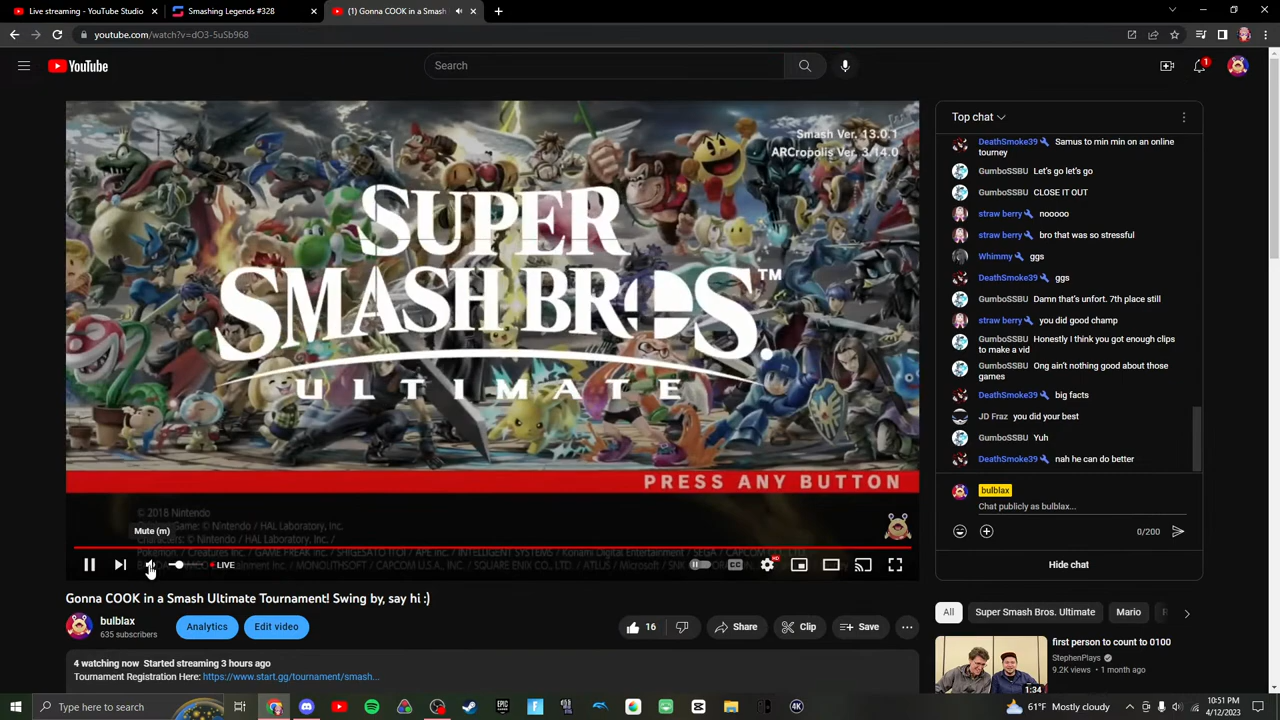 Live streaming - YouTube Studio
Smashing Legends #328
(1) Gonna COOK in a Smash
youtube.com/watch?v=dO3-5uSb968
YouTube
Search
1
Smash Ver. 13.0.1
ARCropolis Ver. 3.14.0
SUPER
SMASH BROS.™
ULTIMATE
PRESS ANY BUTTON
© 2018 Nintendo
Game: © Nintendo / HAL Laboratory, Inc.
Mute (m)
LIVE
Gonna COOK in a Smash Ultimate Tournament! Swing by, say hi :)
bulblax
635 subscribers
Analytics
Edit video
16
Share
Clip
Save
4 watching now Started streaming 3 hours ago
Tournament Registration Here: https://www.start.gg/tournament/smash...
Top chat
DeathSmoke39 Samus to min min on an online
tourney
GumboSSBU Let's go let's go
GumboSSBU CLOSE IT OUT
straw berry nooooo
straw berry bro that was so stressful
Whimmy ggs
DeathSmoke39 ggs
GumboSSBU Damn that's unfort. 7th place still
straw berry you did good champ
GumboSSBU Honestly I think you got enough clips
to make a vid
GumboSSBU Ong ain't nothing good about those
games
DeathSmoke39 big facts
JD Fraz you did your best
GumboSSBU Yuh
DeathSmoke39 nah he can do better
bulblax
Chat publicly as bulblax...
0/200
Hide chat
All
Super Smash Bros. Ultimate
Mario
first person to count to 0100
StephenPlays
9.2K views • 1 month ago
1:34
Type here to search
61°F Mostly cloudy
10:51 PM
4/12/2023